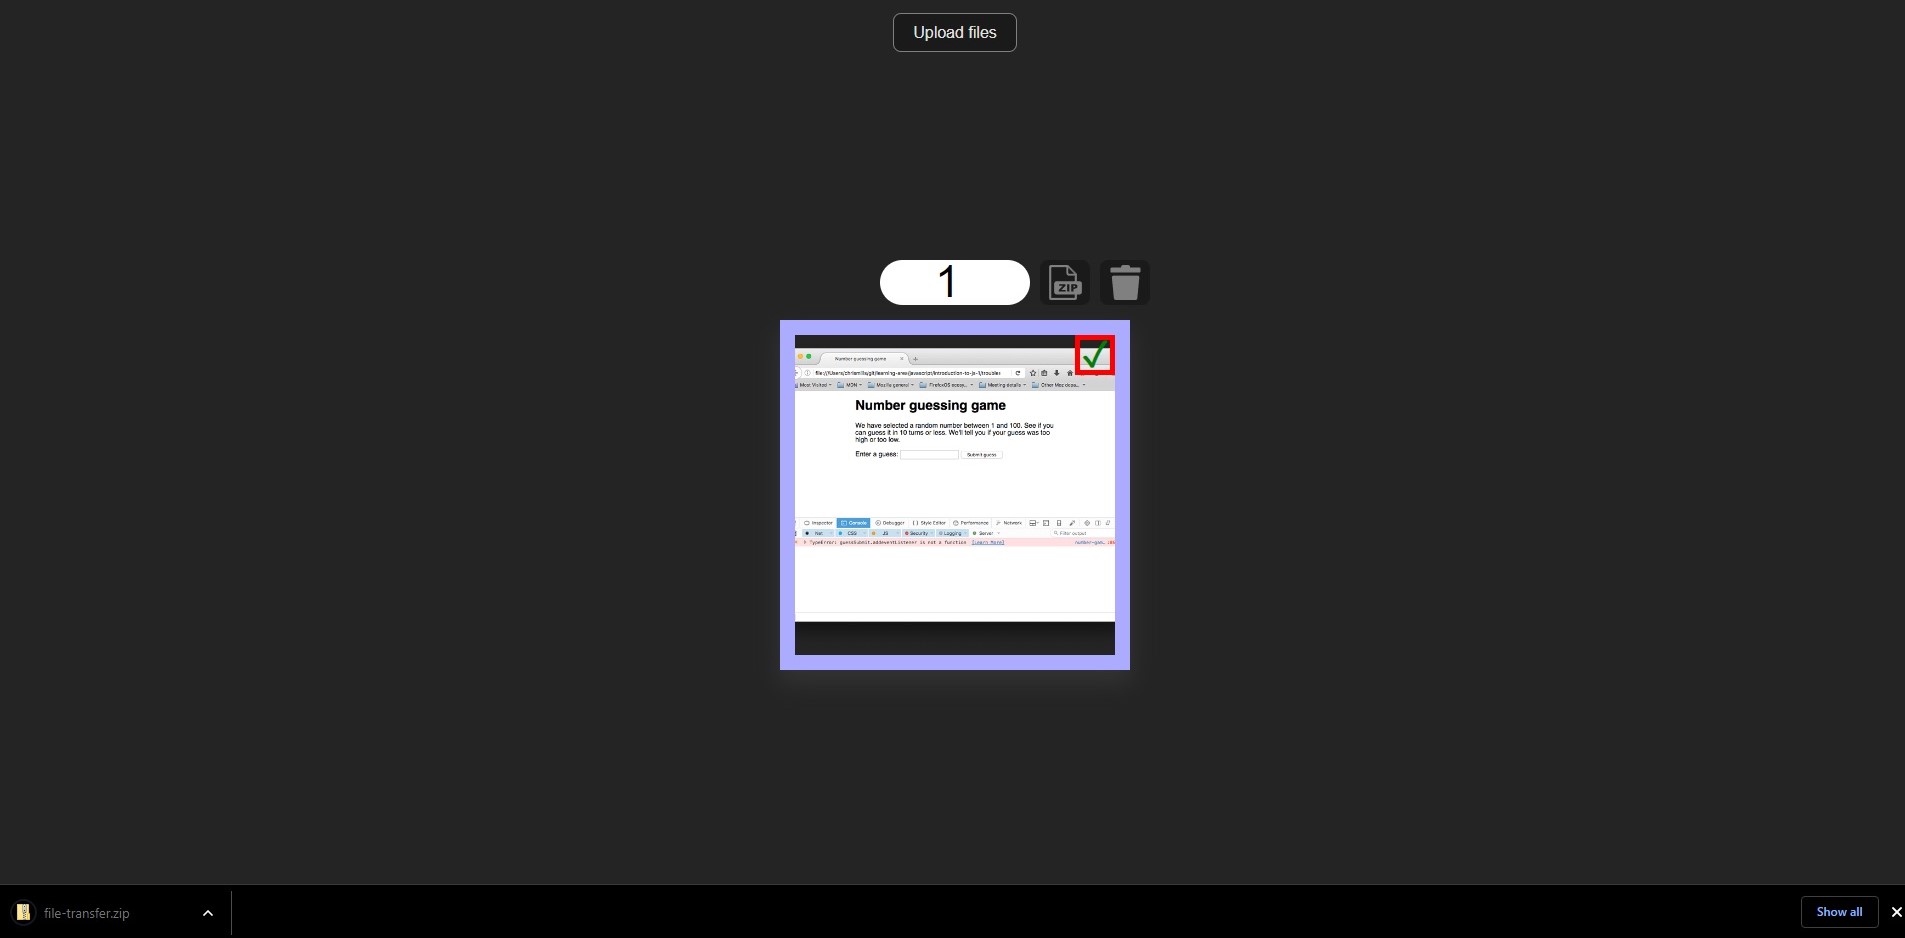 Upload files
1
ZIP
Number guessing game
file:///Users/chrismills/git/learning-area/javascript/introduction-to-js-1/troubles
Most Visited
MDN
Mozilla general
FirefoxOS ecosy...
Meeting details
Other Moz docs...
Number guessing game
We have selected a random number between 1 and 100. See if you
can guess it in 10 turns or less. We'll tell you if your guess was too
high or too low.
Enter a guess:
Submit guess
Inspector
Console
Debugger
Style Editor
Performance
Network
Net
CSS
JS
Security
Logging
Server
Filter output
TypeError: guessSubmit.addeventListener is not a function [Learn More]
number-gam...
file-transfer.zip
Show all